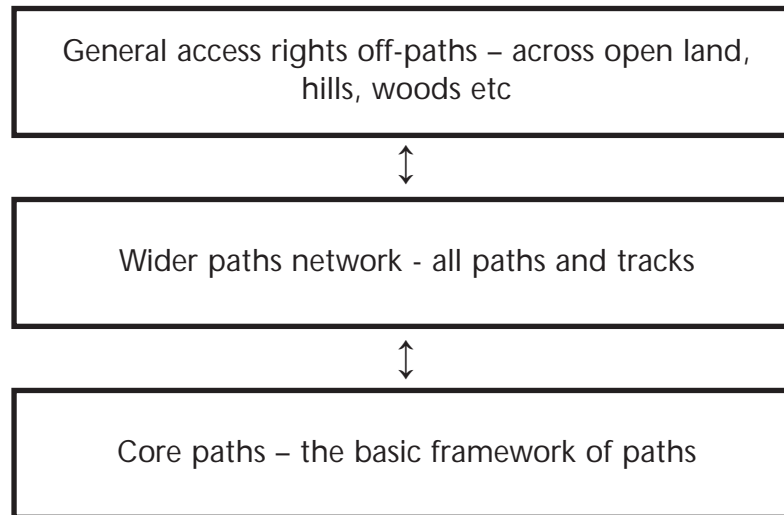 General access rights off-paths – across open land,
hills, woods etc
↕
Wider paths network - all paths and tracks
↕
Core paths – the basic framework of paths